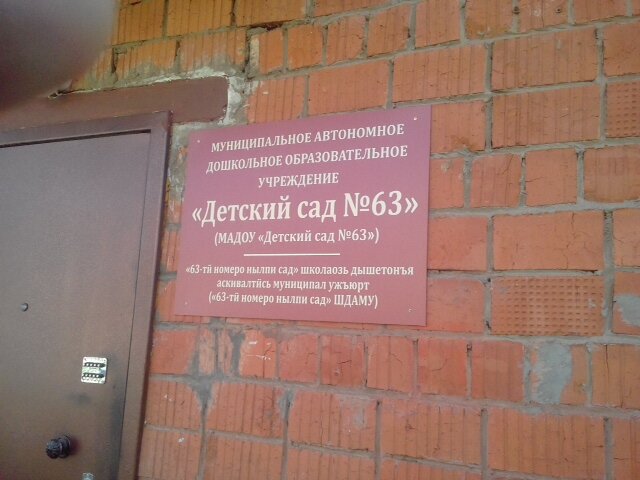 МУНИЦИПАЛЬНОЕ АВТОНОМНОЕ
ДОШКОЛЬНОЕ ОБРАЗОВАТЕЛЬНОЕ
УЧРЕЖДЕНИЕ
«Детский сад №63»
(МАДОУ «Детский сад №63»)
«63-тӥ номеро нылпи сад» школаозь дышетонъя
аскивалтӥсь муниципал ужъюрт
(«63-тӥ номеро нылпи сад» ШДАМУ)